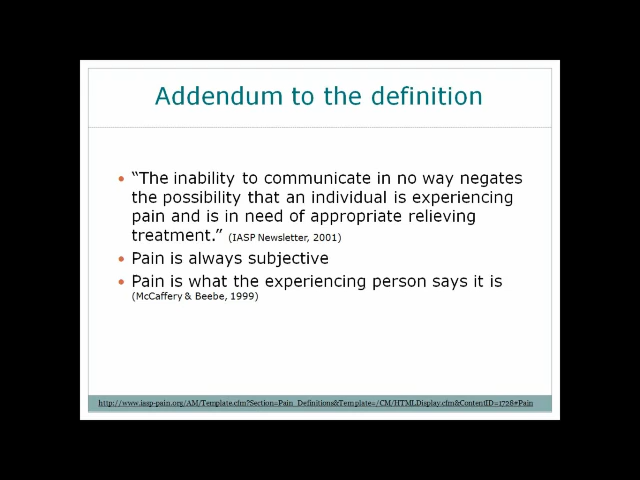 Addendum to the definition
• “The inability to communicate in no way negates
the possibility that an individual is experiencing
pain and is in need of appropriate relieving
treatment.” (IASP Newsletter, 2001)
• Pain is always subjective
• Pain is what the experiencing person says it is
(McCaffery & Beebe, 1999)
http://www.iasp-pain.org/AM/Template.cfm?Section=Pain_Definitions&Template=/CM/HTMLDisplay.cfm&ContentID=1728#Pain